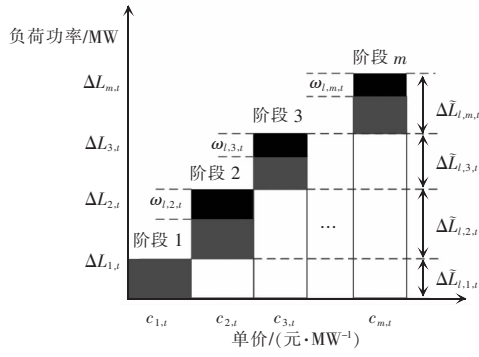 负荷功率/MW
阶段 m
ΔL_{m,t}
ω_{l,m,t}
ΔL̃_{l,m,t}
阶段 3
ΔL_{3,t}
ω_{l,3,t}
ΔL̃_{l,3,t}
阶段 2
ΔL_{2,t}
ω_{l,2,t}
…
ΔL̃_{l,2,t}
阶段 1
ΔL_{1,t}
ΔL̃_{l,1,t}
c_{1,t} c_{2,t} c_{3,t} c_{m,t}
单价/(元·MW⁻¹)